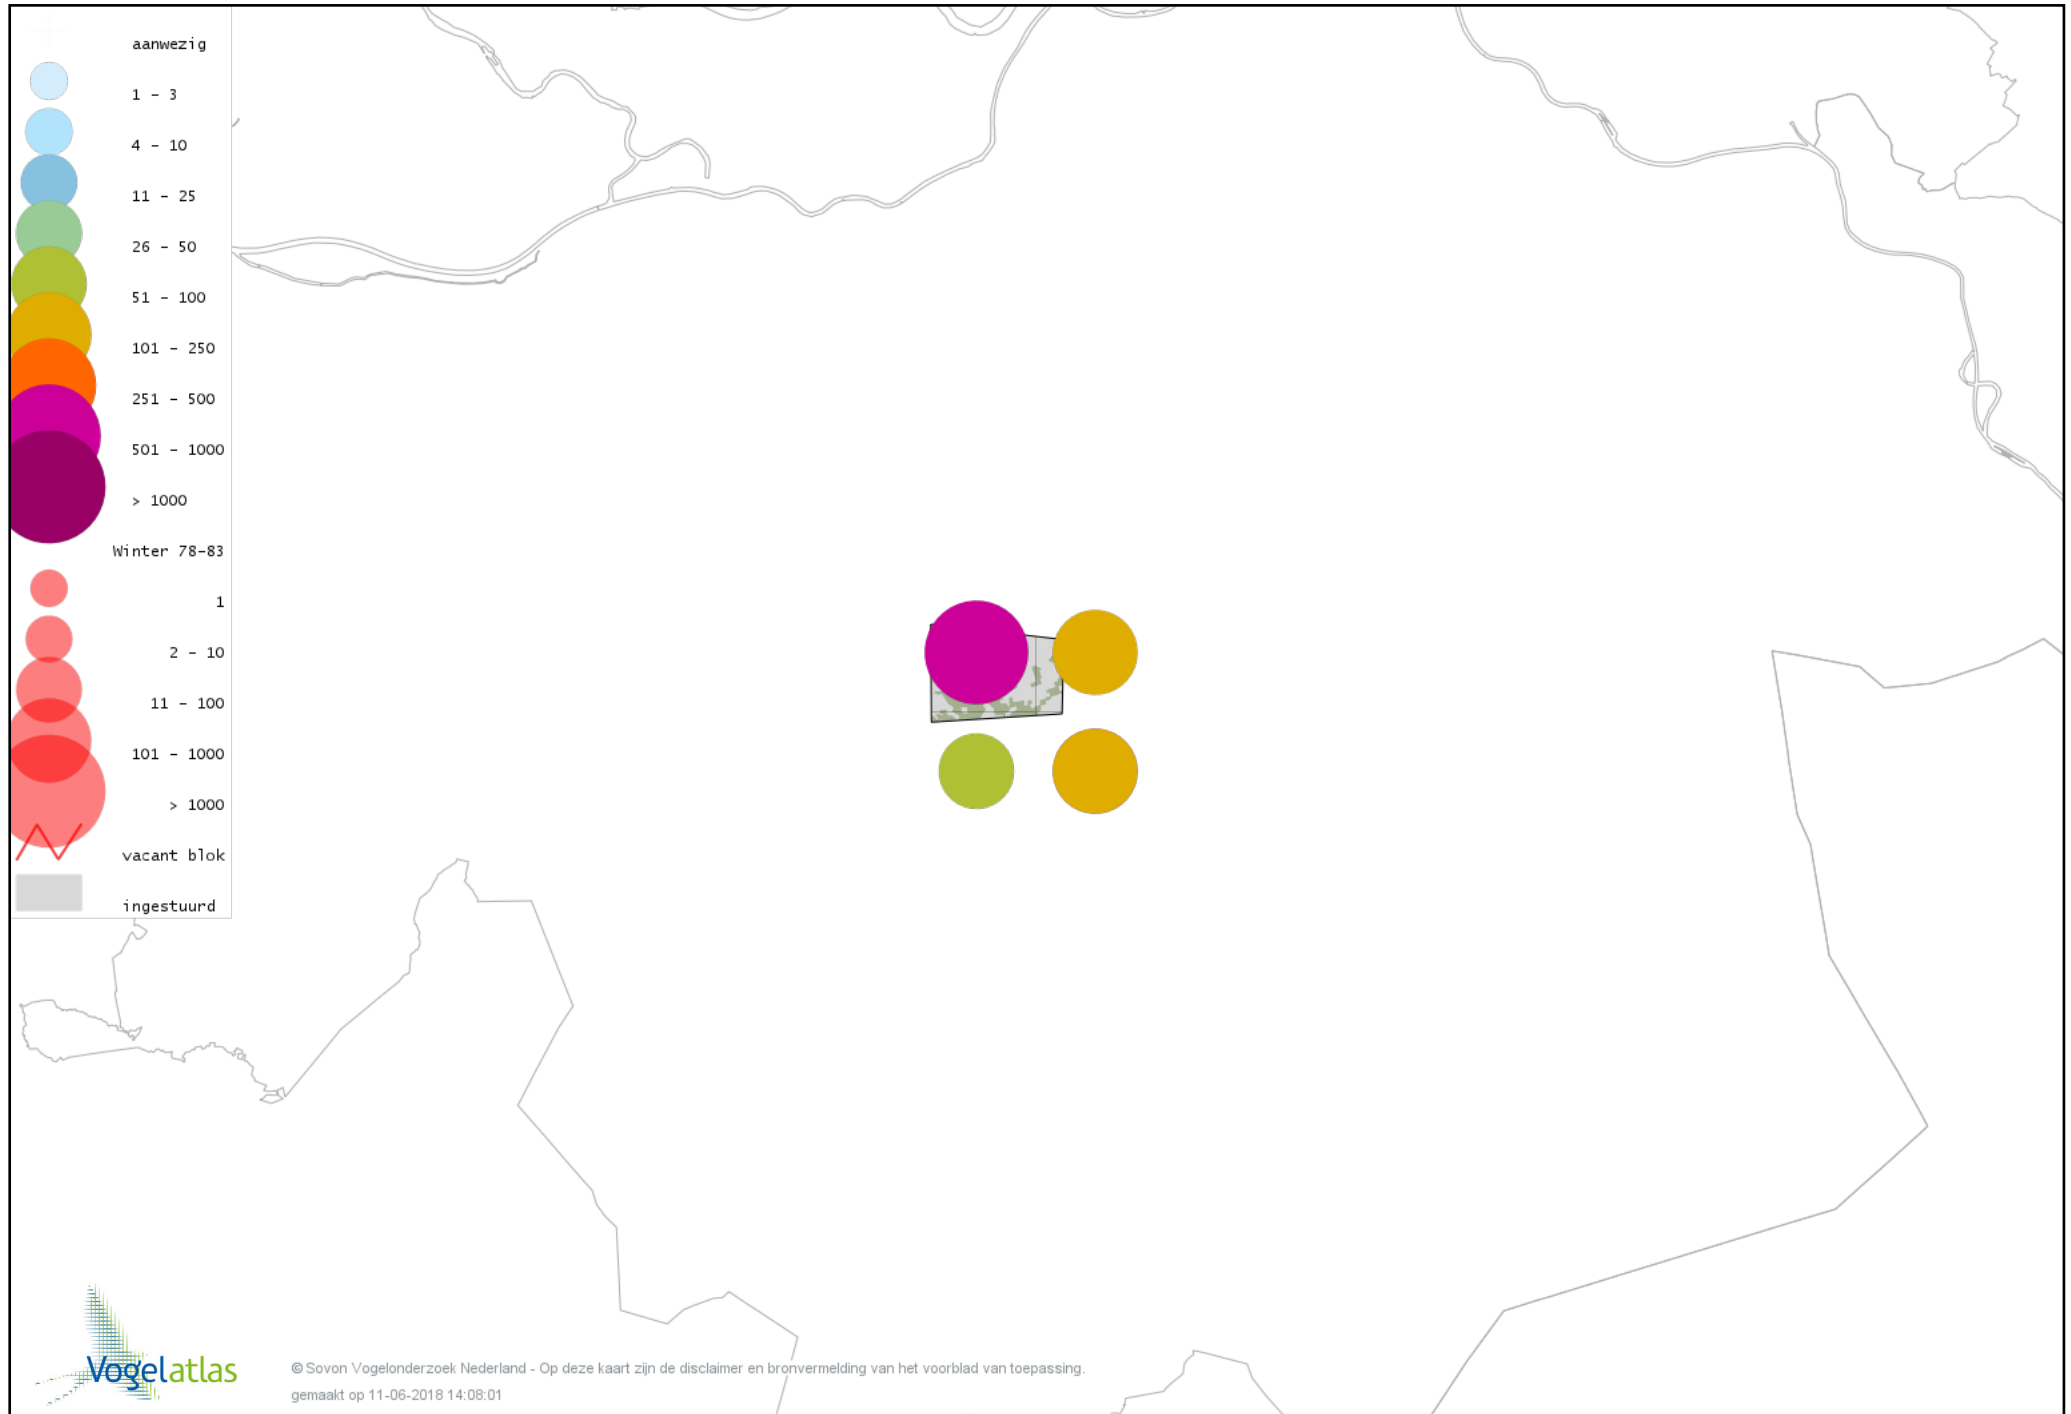 aanwezig
1 - 3
4 - 10
11 - 25
26 - 50
51 - 100
101 - 250
251 - 500
501 - 1000
> 1000
Winter 78-83
1
2 - 10
11 - 100
101 - 1000
> 1000
vacant blok
ingestuurd
Vogelatlas
© Sovon Vogelonderzoek Nederland - Op deze kaart zijn de disclaimer en bronvermelding van het voorblad van toepassing.
gemaakt op 11-06-2018 14:08:01